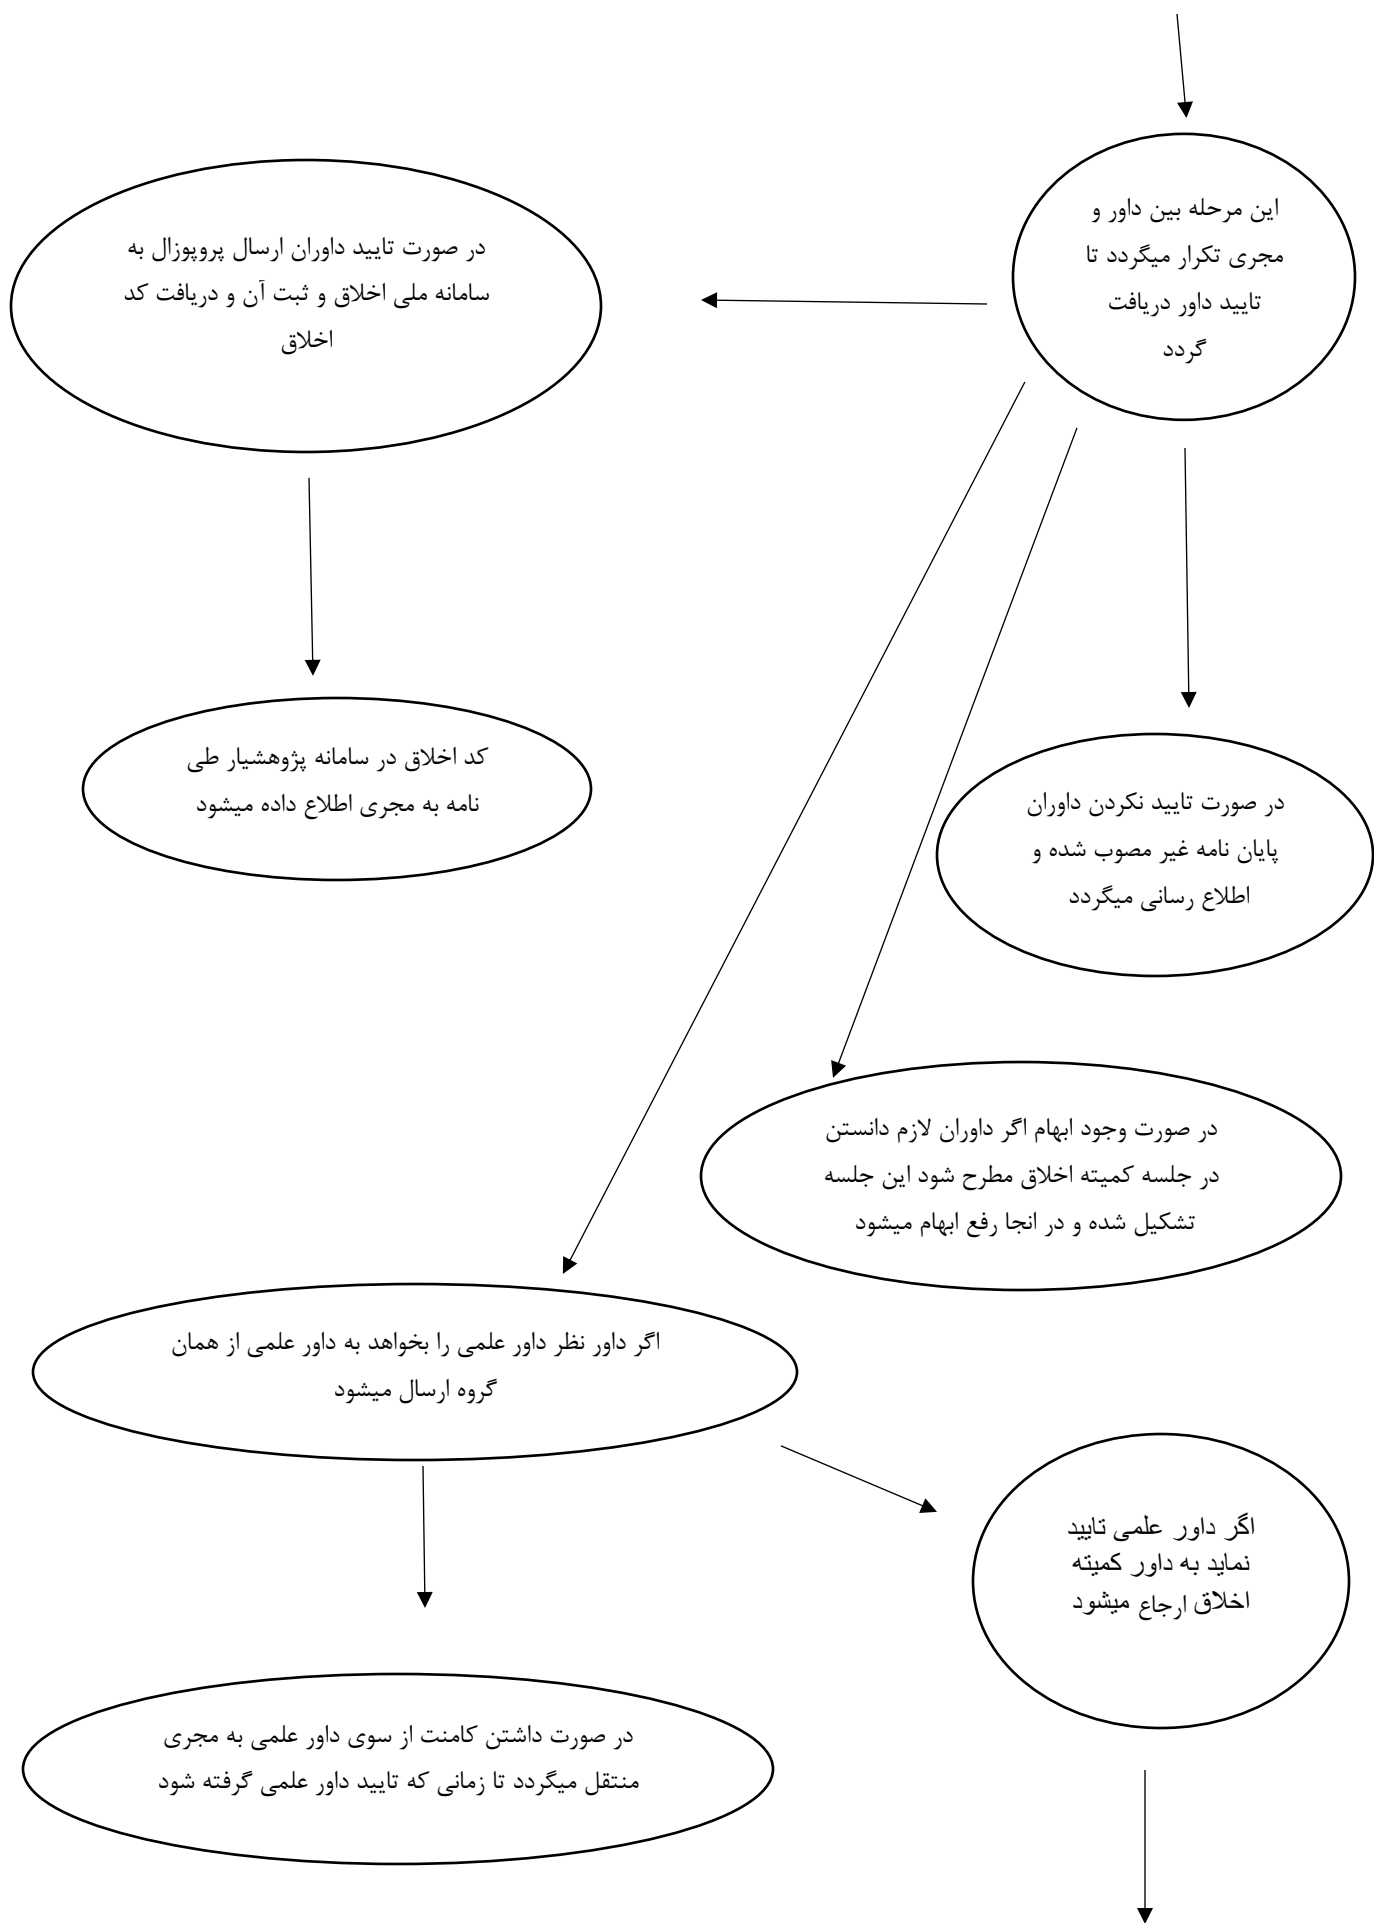 این مرحله بین داور و
مجری تکرار میگردد تا
تایید داور دریافت
گردد
در صورت تایید داوران ارسال پروپوزال به
سامانه ملی اخلاق و ثبت آن و دریافت کد
اخلاق
کد اخلاق در سامانه پژوهشیار طی
نامه به مجری اطلاع داده میشود
در صورت تایید نکردن داوران
پایان نامه غیر مصوب شده و
اطلاع رسانی میگردد
در صورت وجود ابهام اگر داوران لازم دانستن
در جلسه کمیته اخلاق مطرح شود این جلسه
تشکیل شده و در انجا رفع ابهام میشود
اگر داور نظر داور علمی را بخواهد به داور علمی از همان
گروه ارسال میشود
اگر داور علمی تایید
نماید به داور کمیته
اخلاق ارجاع میشود
در صورت داشتن کامنت از سوی داور علمی به مجری
منتقل میگردد تا زمانی که تایید داور علمی گرفته شود